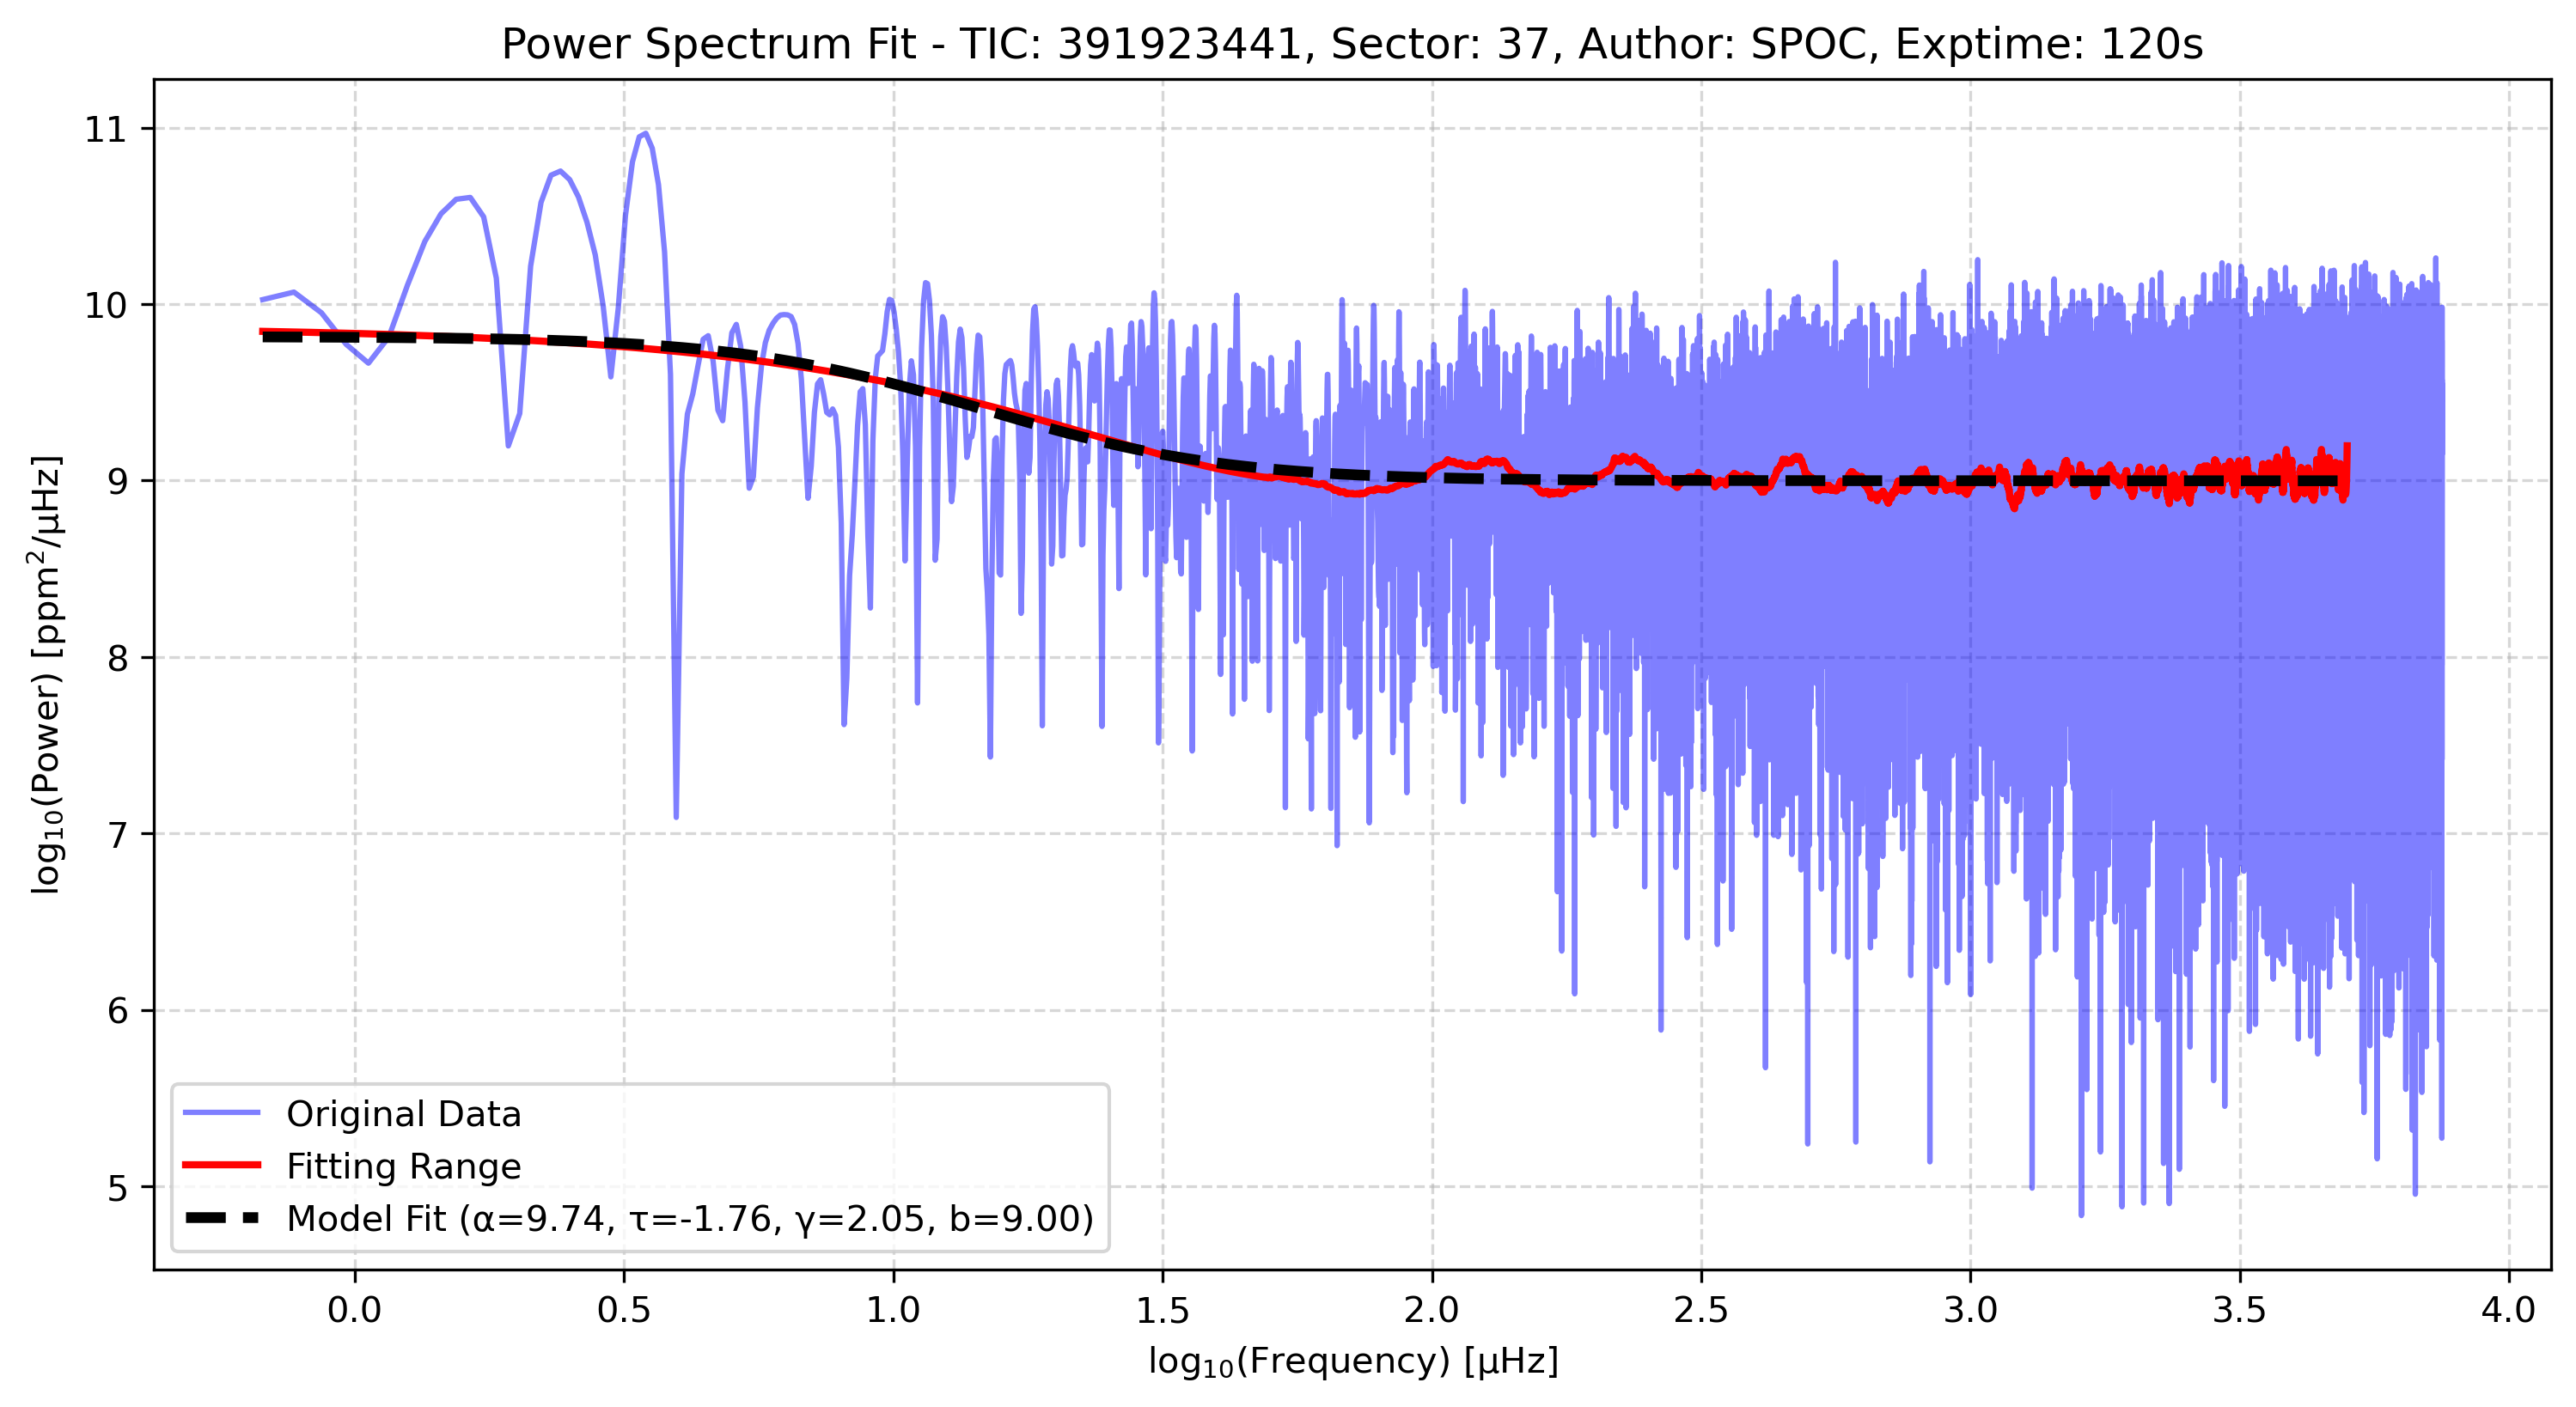 Power Spectrum Fit - TIC: 391923441, Sector: 37, Author: SPOC, Exptime: 120s
log₁₀(Power) [ppm²/μHz]
11
10
9
8
7
6
5
Original Data
Fitting Range
Model Fit (α=9.74, τ=-1.76, γ=2.05, b=9.00)
0.0 0.5 1.0 1.5 2.0 2.5 3.0 3.5 4.0
log₁₀(Frequency) [μHz]